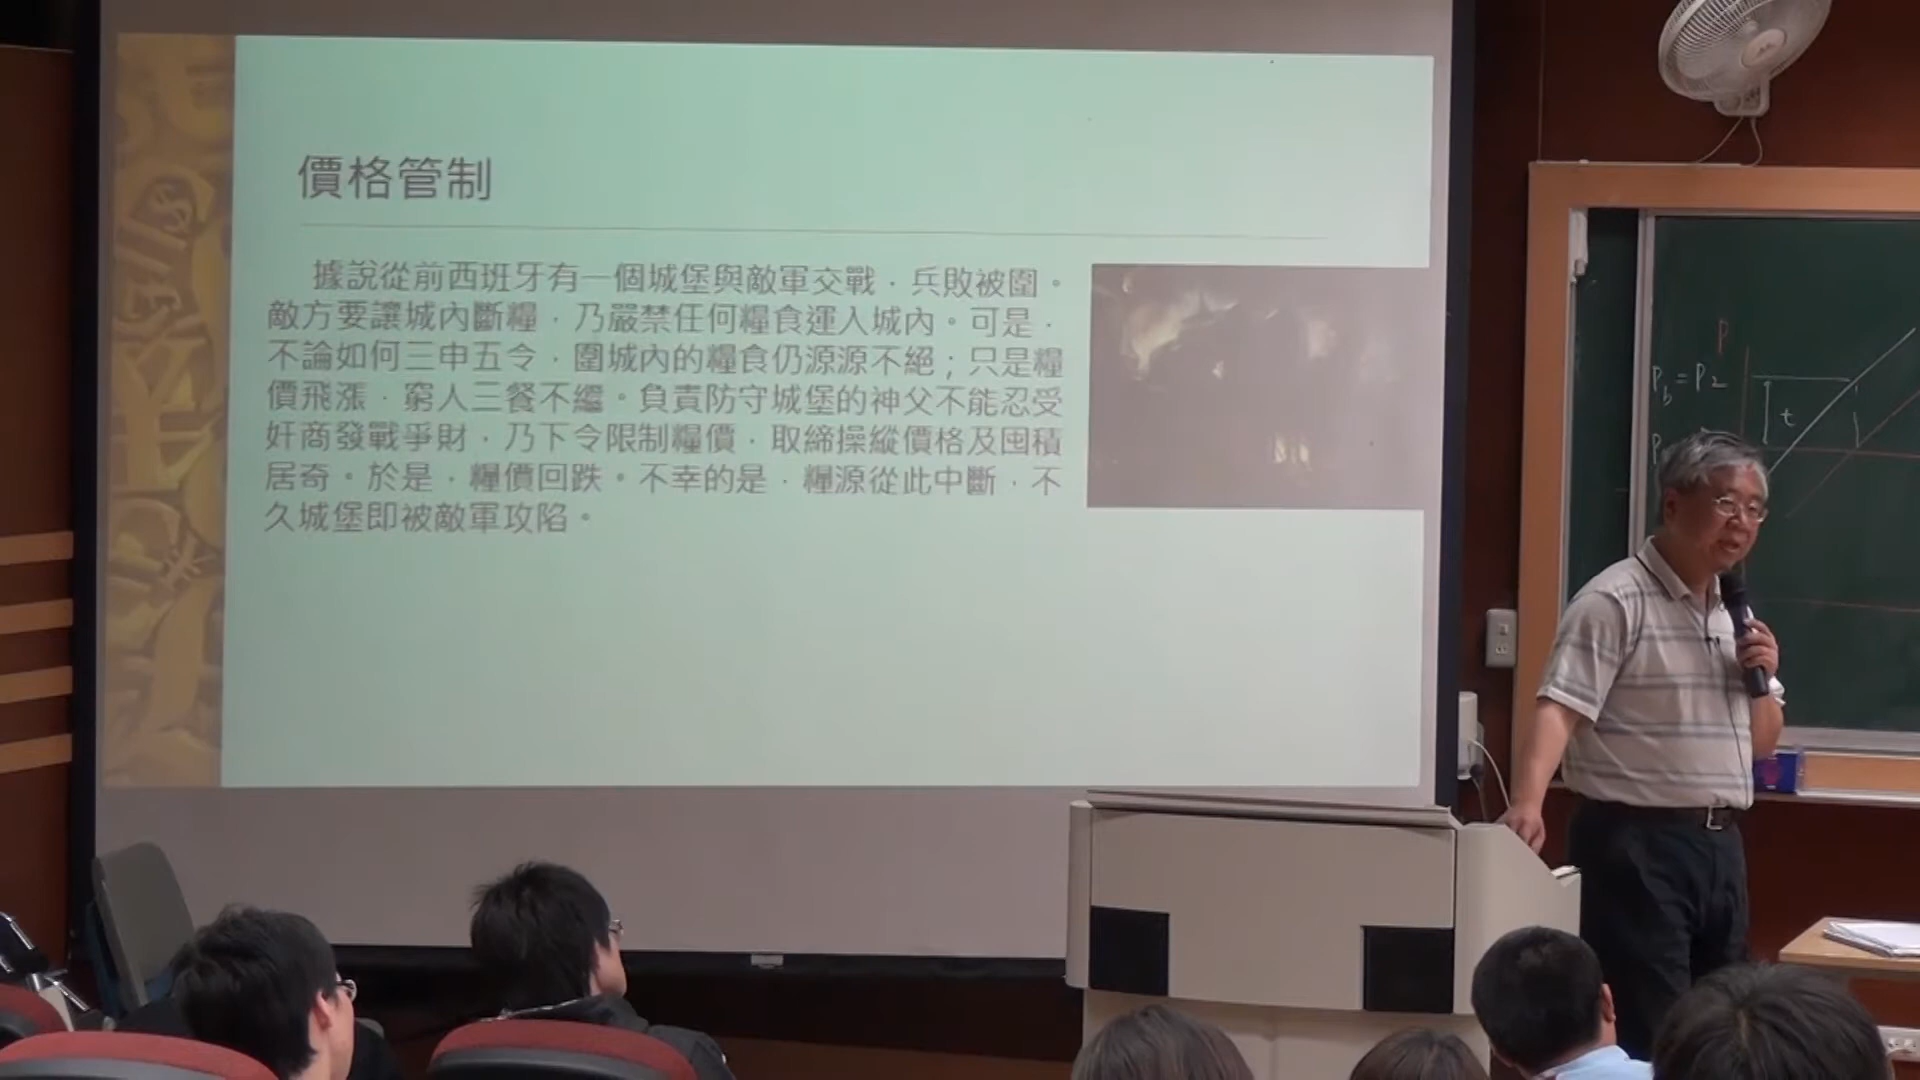 價格管制
據說從前西班牙有一個城堡與敵軍交戰，兵敗被圍。
敵方要讓城內斷糧，乃嚴禁任何糧食運入城內。可是，
不論如何三申五令，圍城內的糧食仍源源不絕；只是糧
價飛漲，窮人三餐不繼。負責防守城堡的神父不能忍受
奸商發戰爭財，乃下令限制糧價，取締操縱價格及囤積
居奇。於是，糧價回跌。不幸的是，糧源從此中斷，不
久城堡即被敵軍攻陷。
P
P_b = P_2
t
P